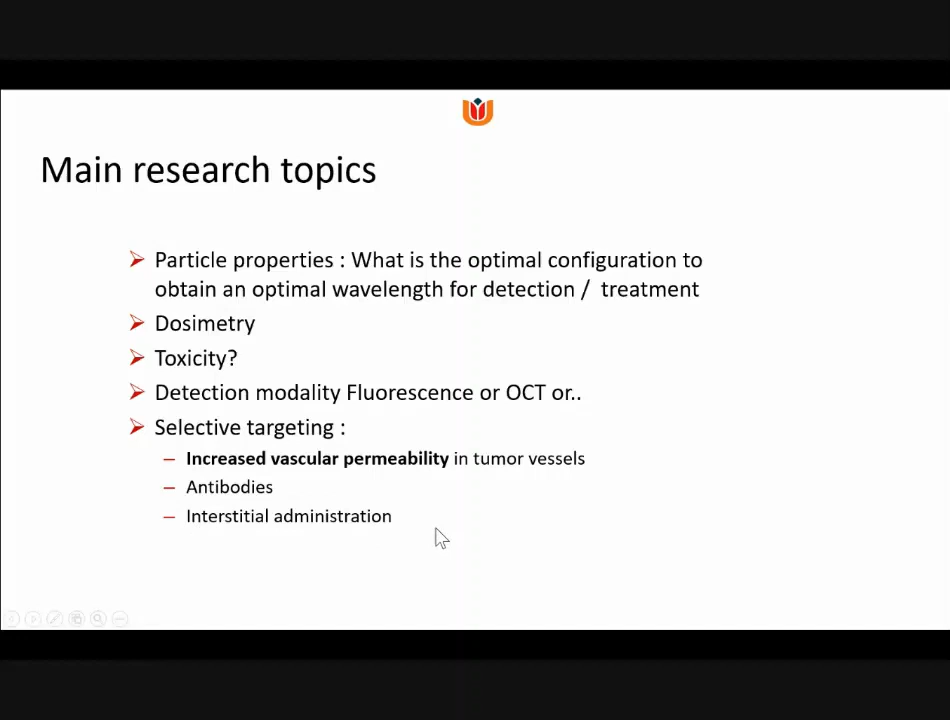 Main research topics
➢ Particle properties : What is the optimal configuration to
obtain an optimal wavelength for detection / treatment
➢ Dosimetry
➢ Toxicity?
➢ Detection modality Fluorescence or OCT or..
➢ Selective targeting :
– Increased vascular permeability in tumor vessels
– Antibodies
– Interstitial administration